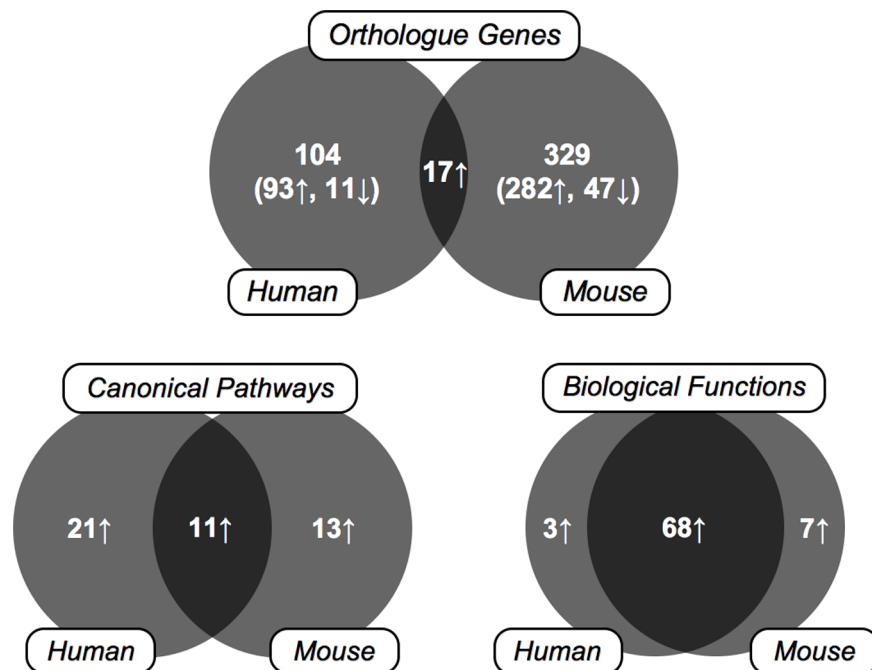 Orthologue Genes
104
(93↑, 11↓)
17↑
329
(282↑, 47↓)
Human
Mouse
Canonical Pathways
21↑
11↑
13↑
Human
Mouse
Biological Functions
3↑
68↑
7↑
Human
Mouse